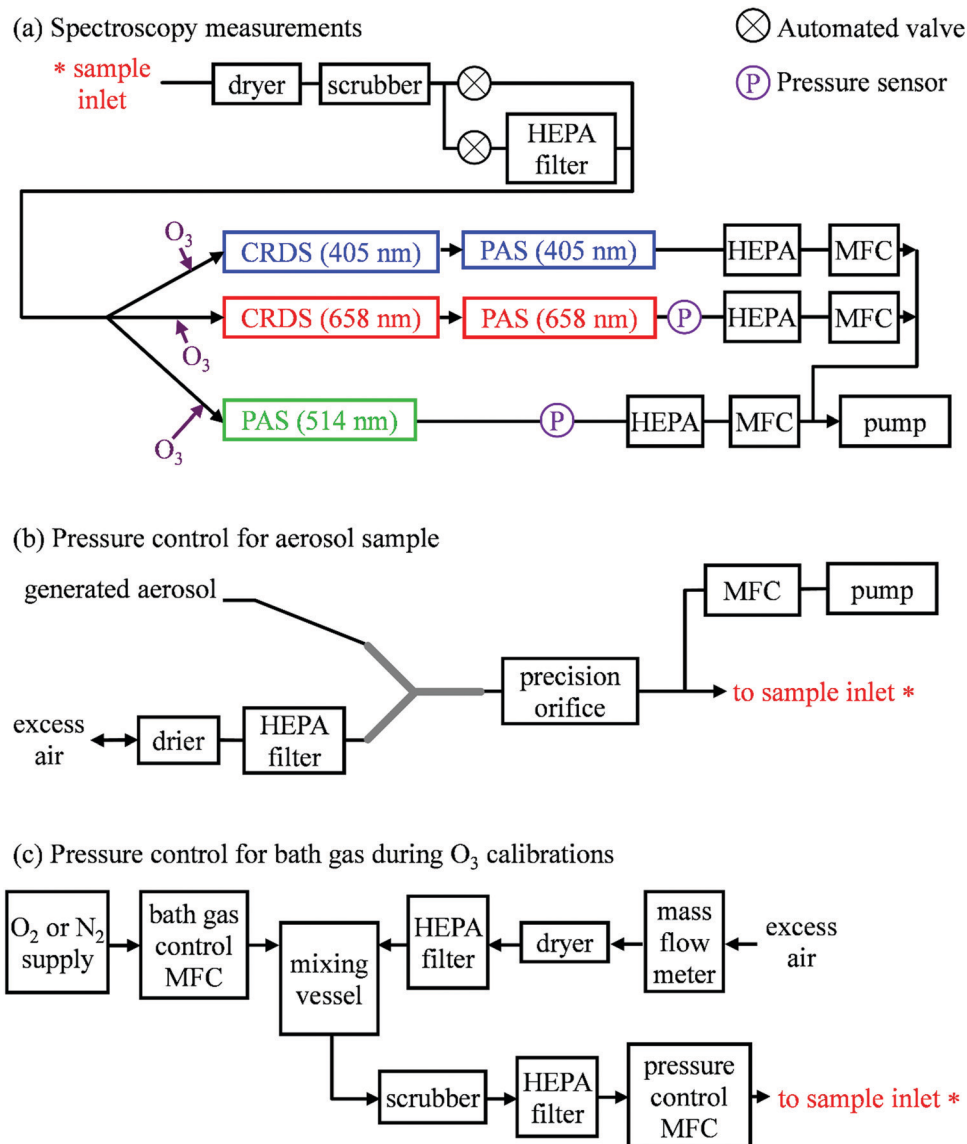 (a) Spectroscopy measurements
Automated valve
P Pressure sensor
* sample
inlet
dryer
scrubber
HEPA
filter
O3
CRDS (405 nm)
PAS (405 nm)
HEPA
MFC
O3
CRDS (658 nm)
PAS (658 nm)
P
HEPA
MFC
O3
PAS (514 nm)
P
HEPA
MFC
pump
(b) Pressure control for aerosol sample
generated aerosol
MFC
pump
precision
orifice
to sample inlet *
excess
air
drier
HEPA
filter
(c) Pressure control for bath gas during O3 calibrations
O2 or N2
supply
bath gas
control
MFC
mixing
vessel
HEPA
filter
dryer
mass
flow
meter
excess
air
scrubber
HEPA
filter
pressure
control
MFC
to sample inlet *